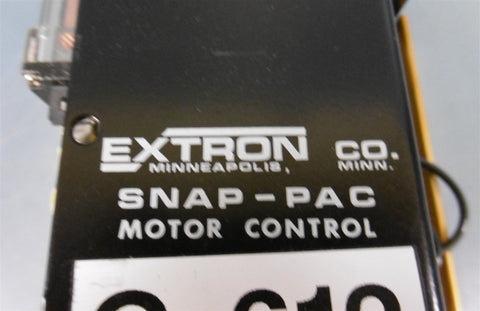 EXTRON CO.
MINNEAPOLIS, MINN.
SNAP-PAC
MOTOR CONTROL